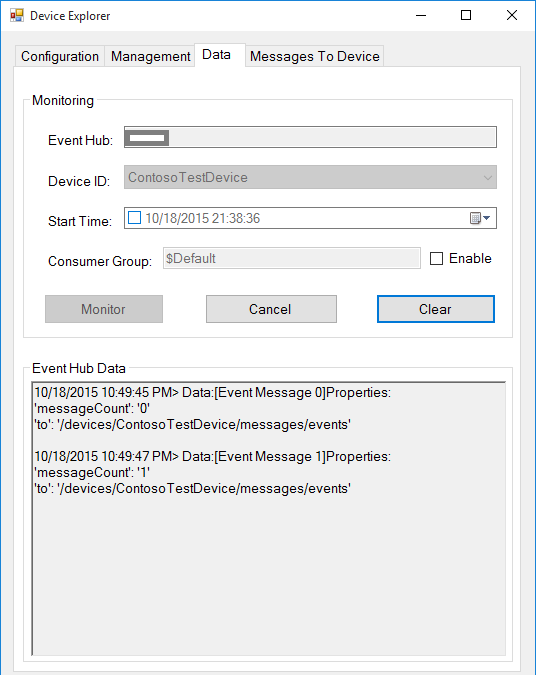 Device Explorer
Configuration Management Data Messages To Device
Monitoring
Event Hub:
Device ID: ContosoTestDevice
Start Time: 10/18/2015 21:38:36
Consumer Group: $Default Enable
Monitor Cancel Clear
Event Hub Data
10/18/2015 10:49:45 PM> Data:[Event Message 0]Properties:
'messageCount': '0'
'to': '/devices/ContosoTestDevice/messages/events'
10/18/2015 10:49:47 PM> Data:[Event Message 1]Properties:
'messageCount': '1'
'to': '/devices/ContosoTestDevice/messages/events'